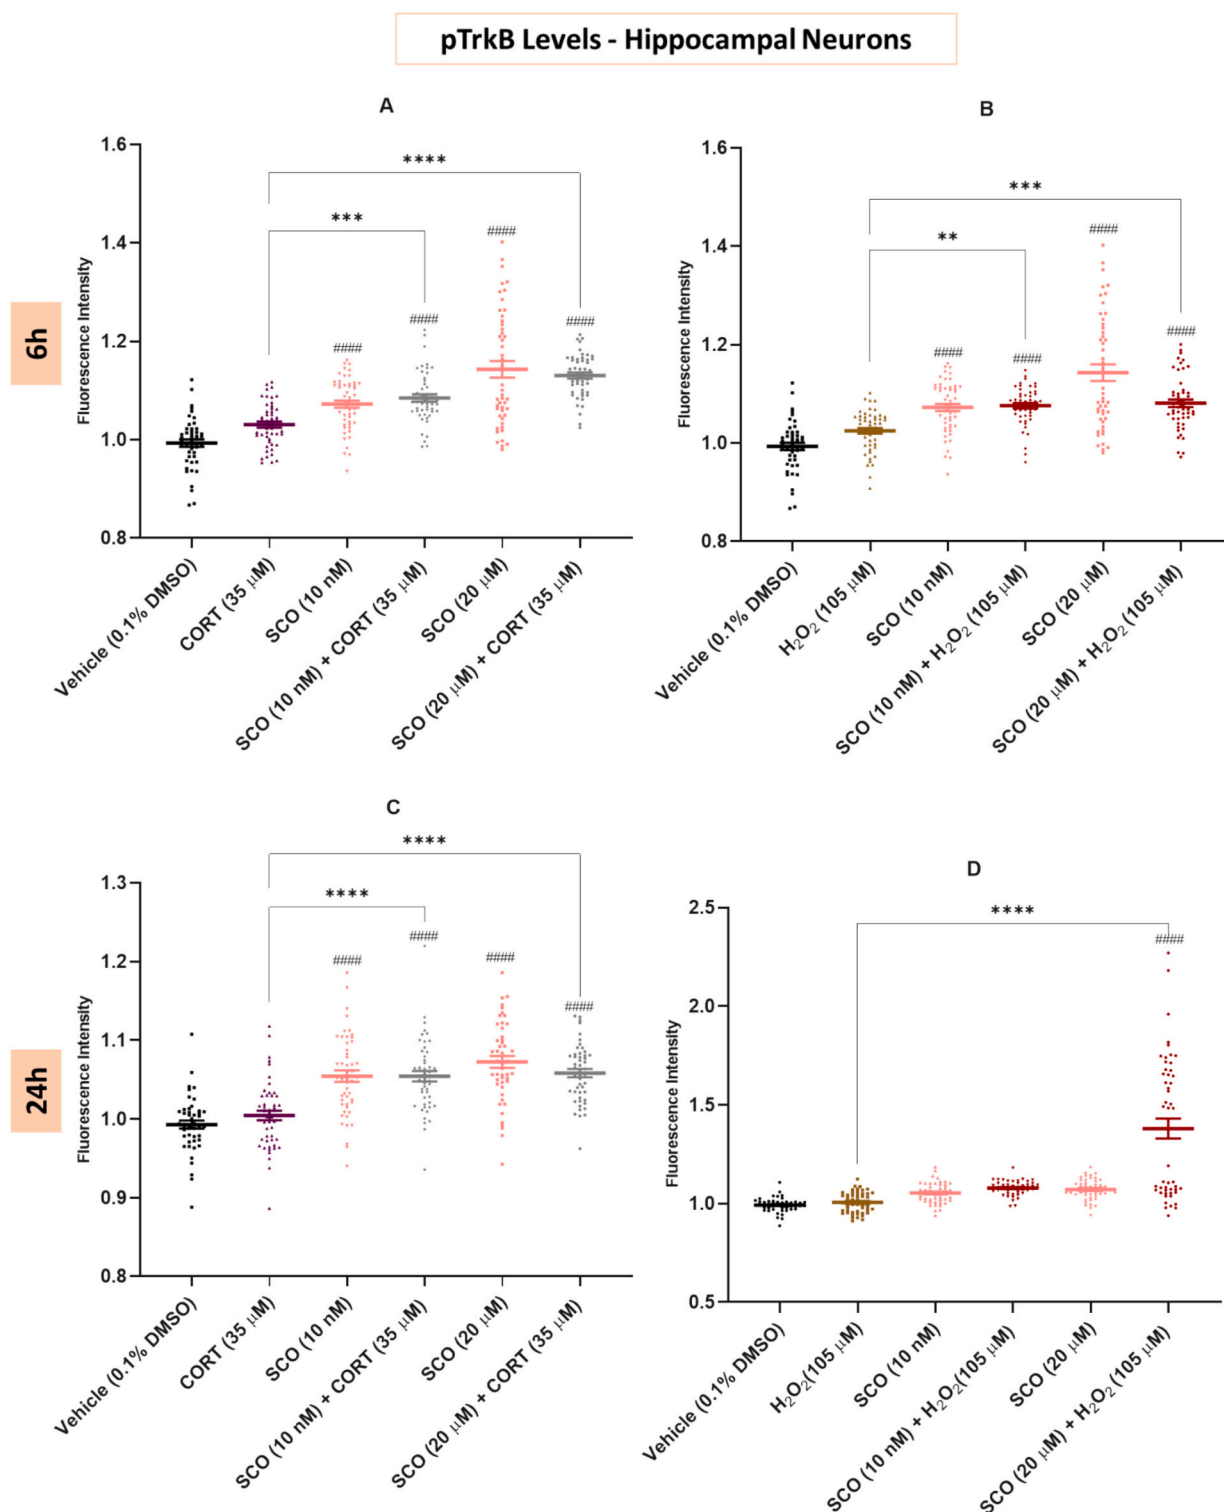 pTrkB Levels - Hippocampal Neurons
6h
A
Fluorescence Intensity
1.6
1.4
1.2
1.0
0.8
****
***
####
####
####
####
Vehicle (0.1% DMSO)
CORT (35 μM)
SCO (10 nM)
SCO (10 nM) + CORT (35 μM)
SCO (20 μM)
SCO (20 μM) + CORT (35 μM)
B
Fluorescence Intensity
1.6
1.4
1.2
1.0
0.8
***
**
####
####
####
####
Vehicle (0.1% DMSO)
H₂O₂ (105 μM)
SCO (10 nM)
SCO (10 nM) + H₂O₂ (105 μM)
SCO (20 μM)
SCO (20 μM) + H₂O₂ (105 μM)
24h
C
Fluorescence Intensity
1.3
1.2
1.1
1.0
0.9
0.8
****
****
####
####
####
####
Vehicle (0.1% DMSO)
CORT (35 μM)
SCO (10 nM)
SCO (10 nM) + CORT (35 μM)
SCO (20 μM)
SCO (20 μM) + CORT (35 μM)
D
Fluorescence Intensity
2.5
2.0
1.5
1.0
0.5
****
####
Vehicle (0.1% DMSO)
H₂O₂(105 μM)
SCO (10 nM)
SCO (10 nM) + H₂O₂(105 μM)
SCO (20 μM)
SCO (20 μM) + H₂O₂ (105 μM)